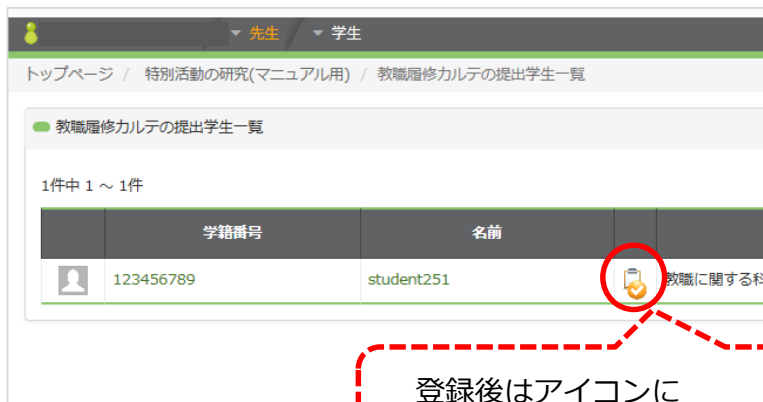 先生 学生
トップページ / 特別活動の研究(マニュアル用) / 教職履修カルテの提出学生一覧
教職履修カルテの提出学生一覧
1件中 1 ～ 1件
学籍番号 名前
123456789 student251 教職に関する科
登録後はアイコンに